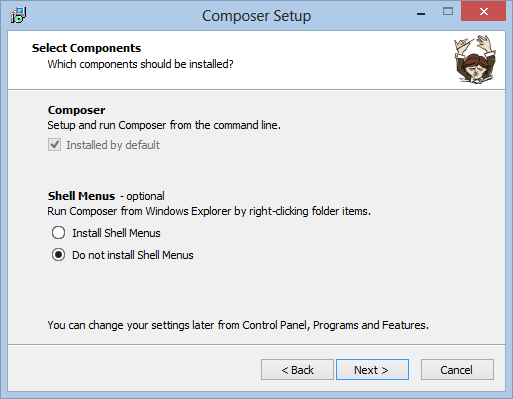 Composer Setup
Select Components
Which components should be installed?
Composer
Setup and run Composer from the command line.
Installed by default
Shell Menus - optional
Run Composer from Windows Explorer by right-clicking folder items.
Install Shell Menus
Do not install Shell Menus
You can change your settings later from Control Panel, Programs and Features.
< Back Next > Cancel